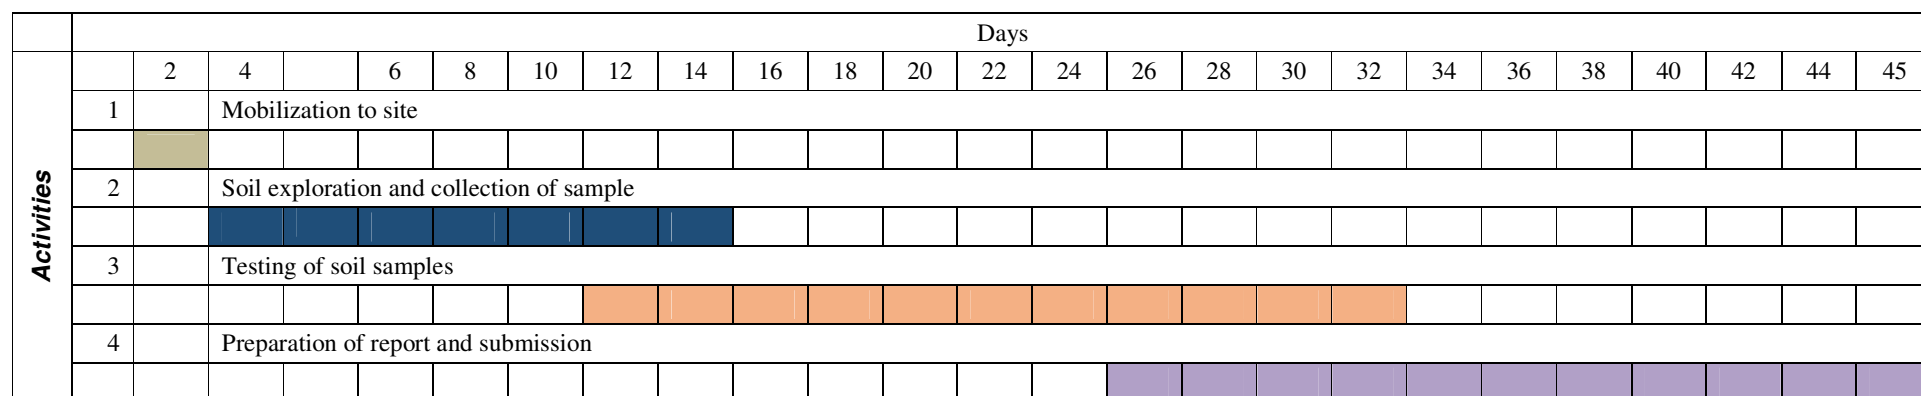 Days
2 4 6 8 10 12 14 16 18 20 22 24 26 28 30 32 34 36 38 40 42 44 45
Activities
1 Mobilization to site
2 Soil exploration and collection of sample
3 Testing of soil samples
4 Preparation of report and submission